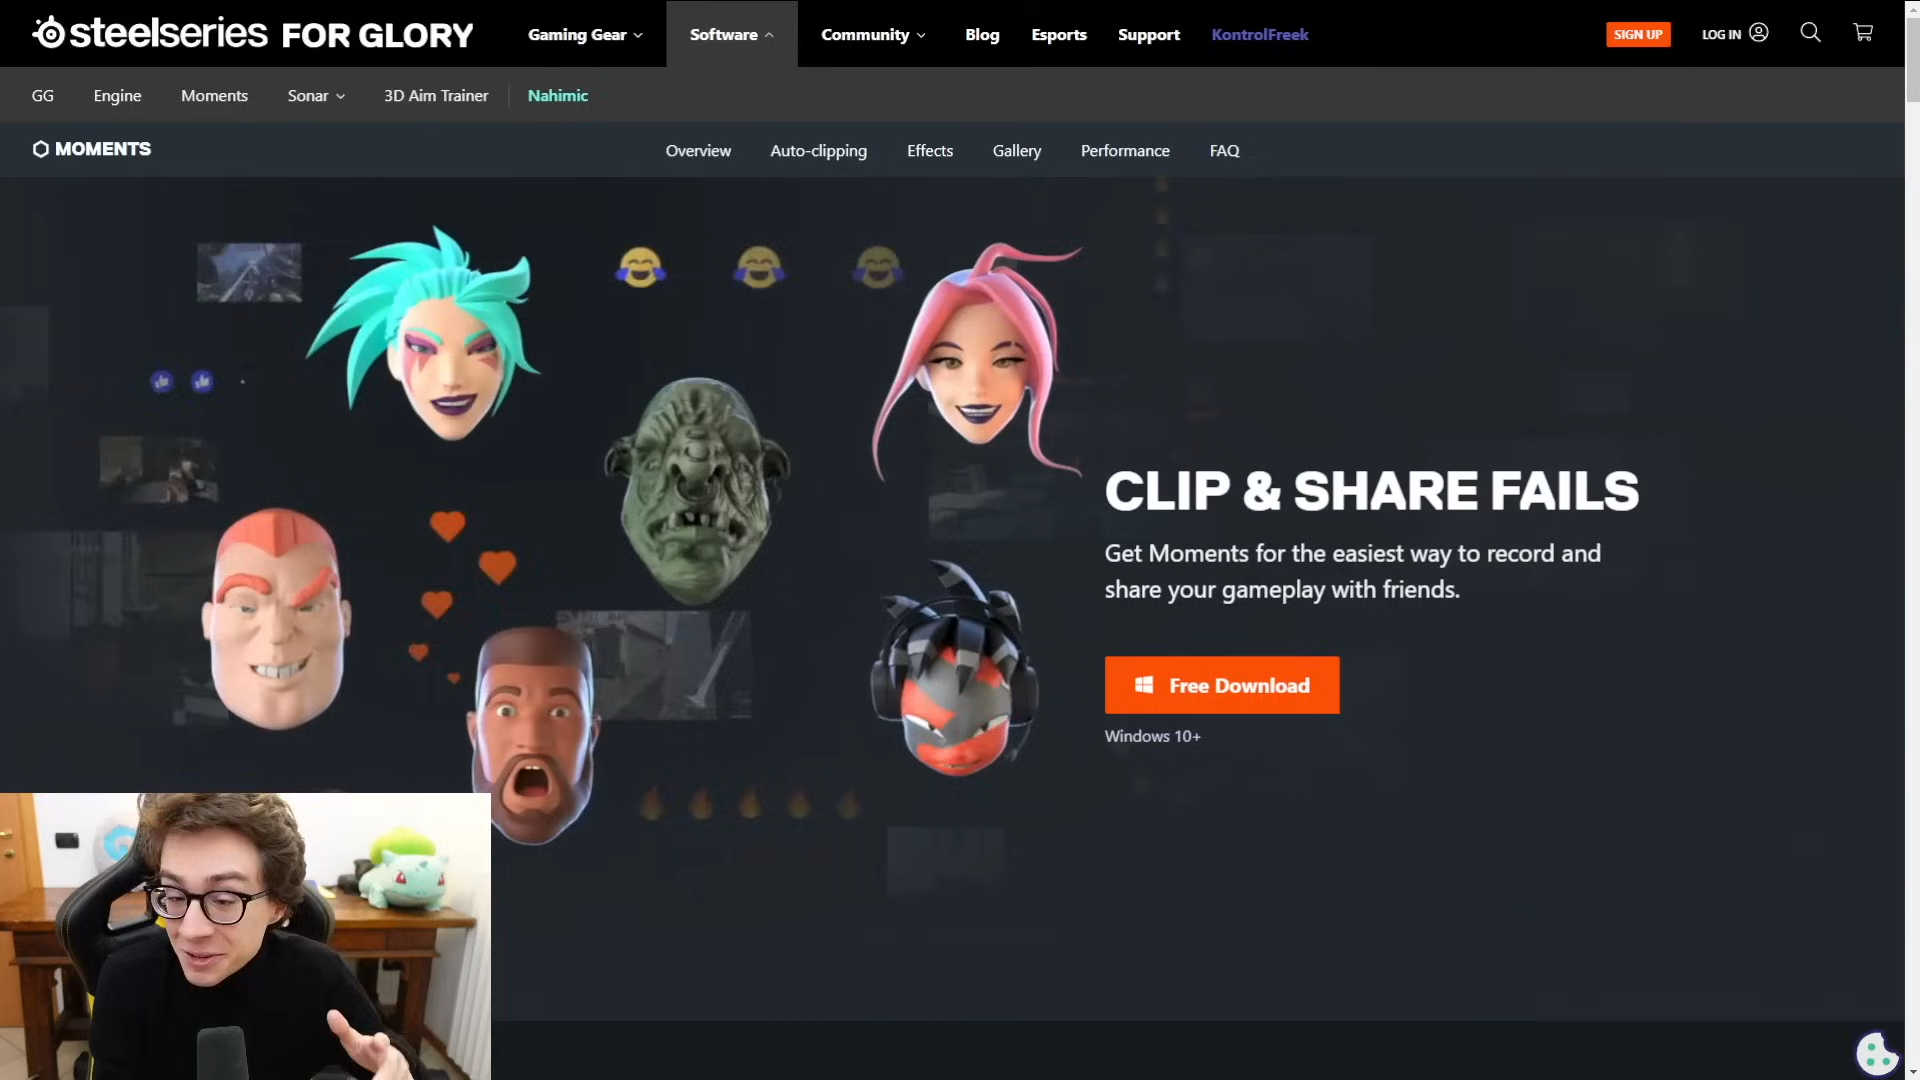 steelseries FOR GLORY
Gaming Gear
Software
Community
Blog
Esports
Support
KontrolFreek
SIGN UP
LOG IN
GG
Engine
Moments
Sonar
3D Aim Trainer
Nahimic
MOMENTS
Overview
Auto-clipping
Effects
Gallery
Performance
FAQ
CLIP & SHARE FAILS
Get Moments for the easiest way to record and
share your gameplay with friends.
Free Download
Windows 10+